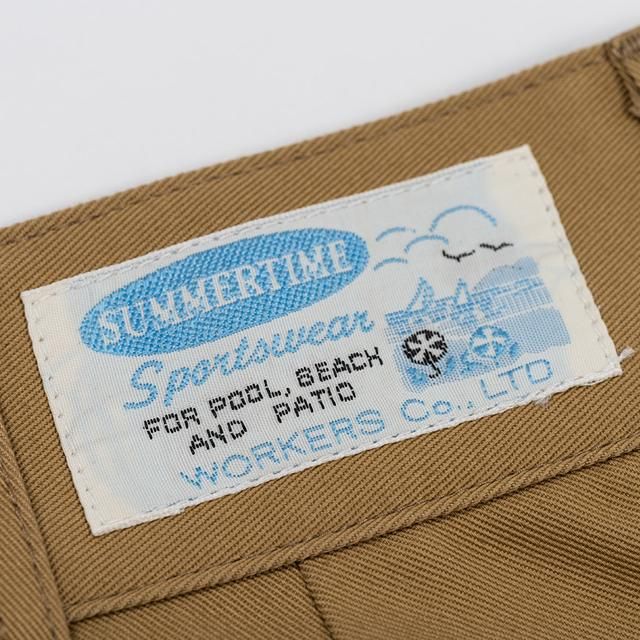 SUMMERTIME
Sportswear
FOR POOL, BEACH
AND PATIO
WORKERS Co., LTD